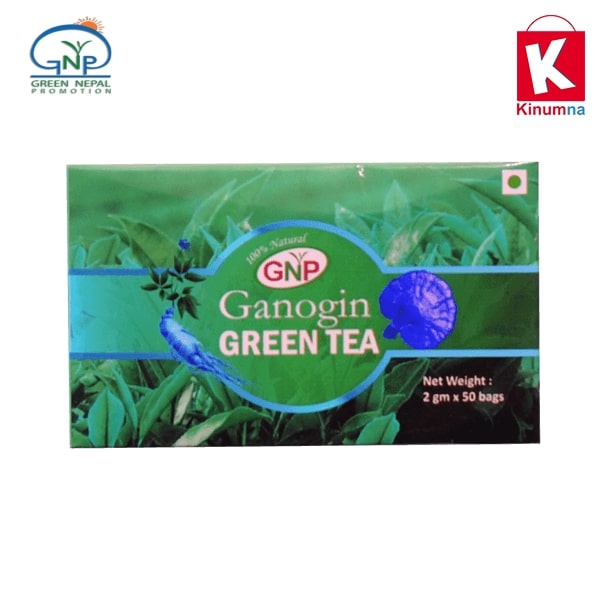 GNP
GREEN NEPAL
PROMOTION
K
Kinumna
100% Natural
GNP
Ganogin
GREEN TEA
Net Weight :
2 gm x 50 bags